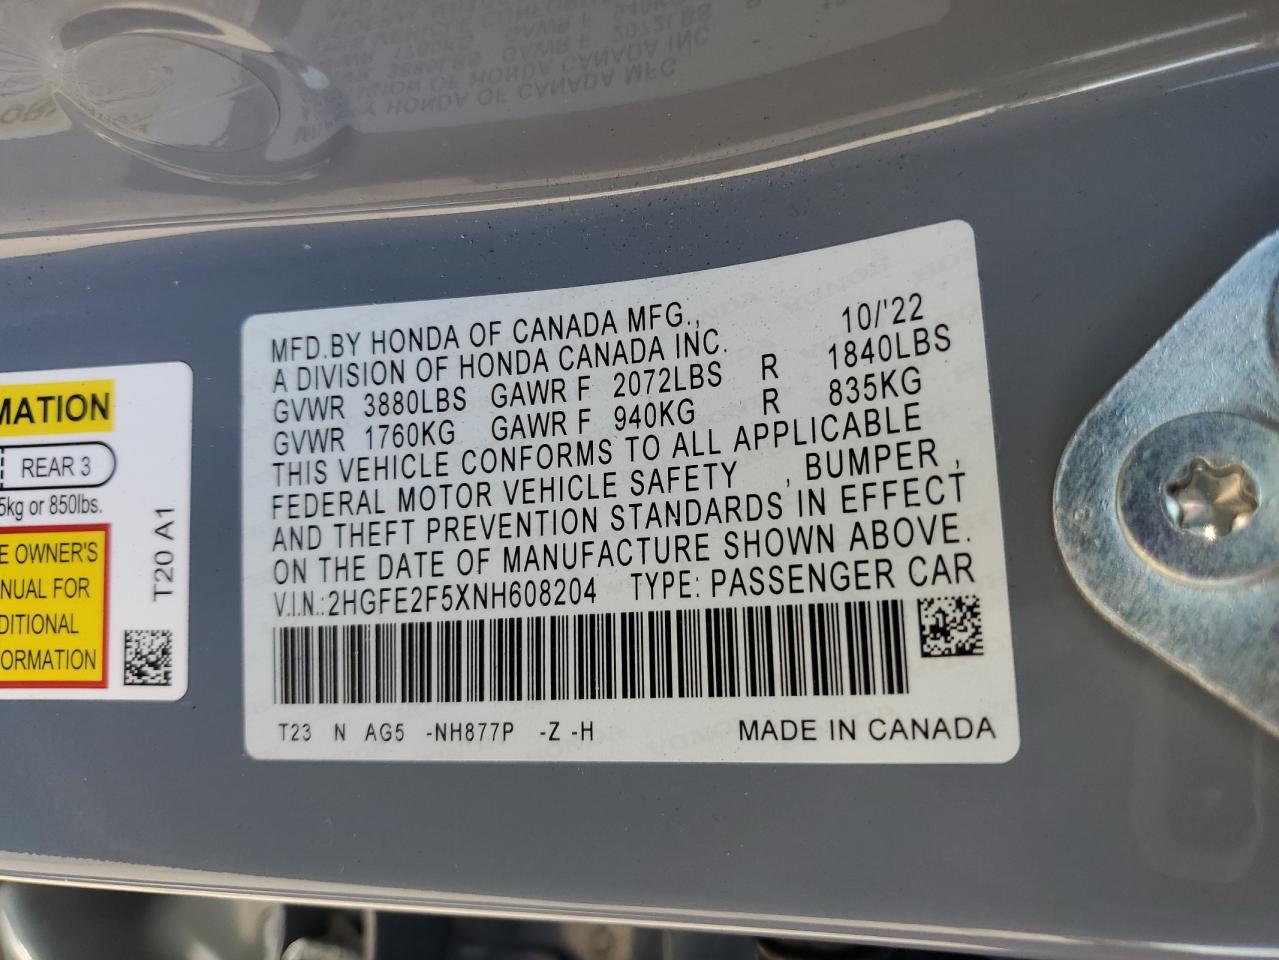 MFD.BY HONDA OF CANADA MFG., 10/'22
A DIVISION OF HONDA CANADA INC.
GVWR 3880LBS GAWR F 2072LBS R 1840LBS
GVWR 1760KG GAWR F 940KG R 835KG
THIS VEHICLE CONFORMS TO ALL APPLICABLE
FEDERAL MOTOR VEHICLE SAFETY , BUMPER ,
AND THEFT PREVENTION STANDARDS IN EFFECT
ON THE DATE OF MANUFACTURE SHOWN ABOVE.
V.I.N.:2HGFE2F5XNH608204 TYPE: PASSENGER CAR
T23 N AG5 -NH877P -Z -H MADE IN CANADA
MATION
REAR 3
5kg or 850lbs.
E OWNER'S
ANUAL FOR
DITIONAL
ORMATION
T20 A1